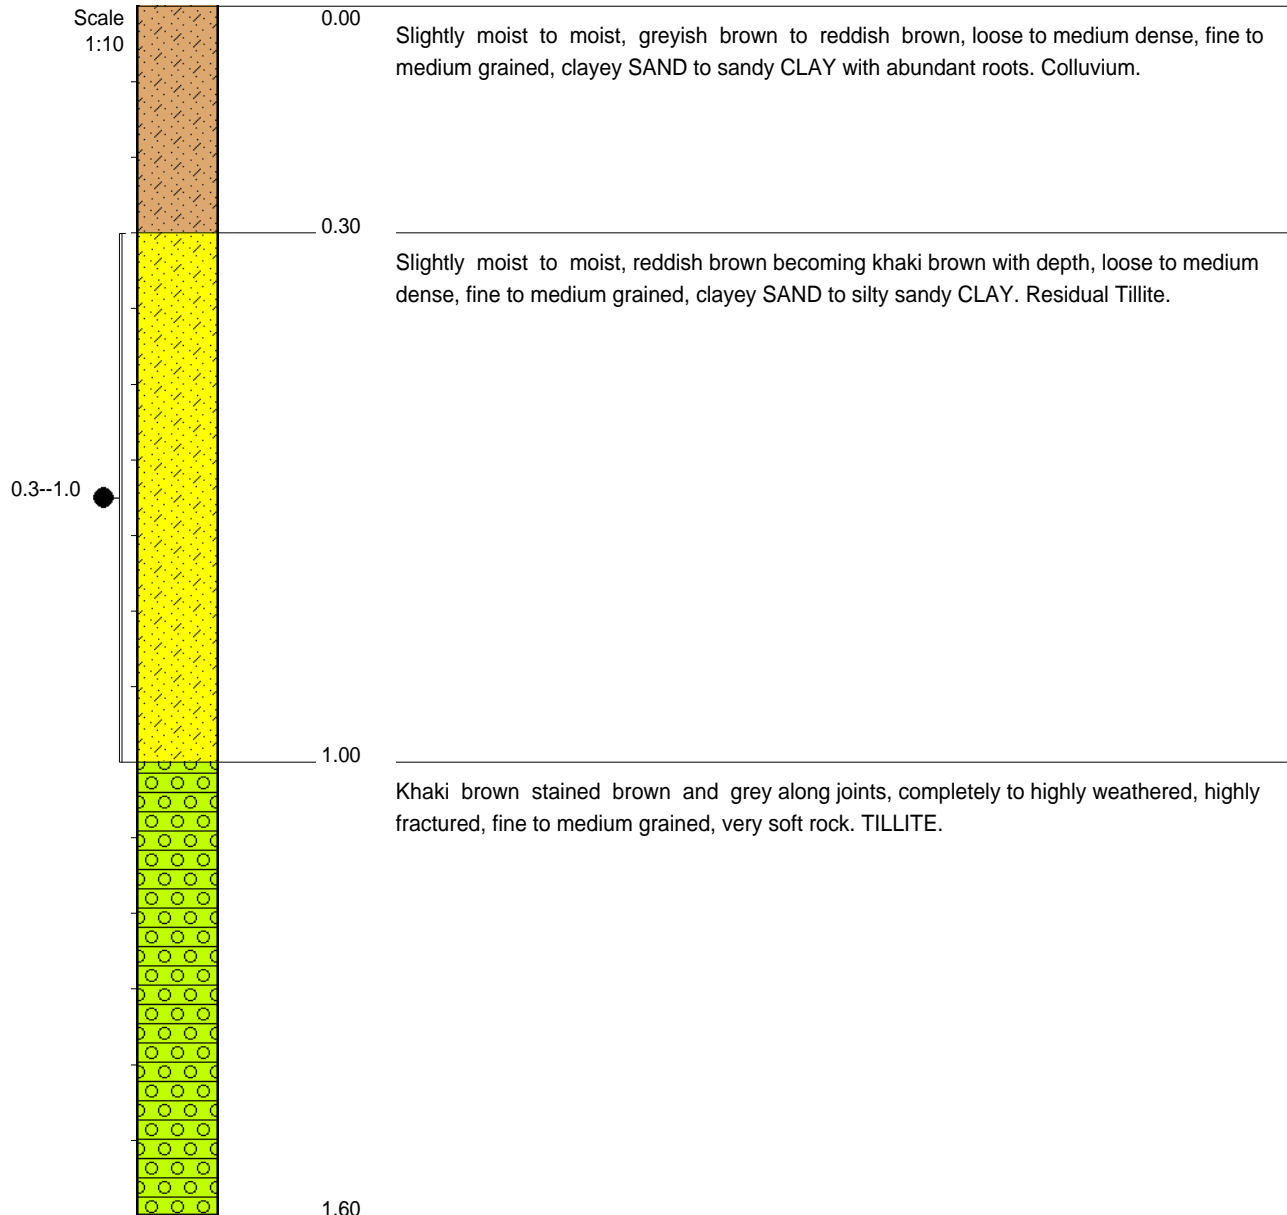 Scale
1:10
0.00
Slightly moist to moist, greyish brown to reddish brown, loose to medium dense, fine to
medium grained, clayey SAND to sandy CLAY with abundant roots. Colluvium.
0.30
Slightly moist to moist, reddish brown becoming khaki brown with depth, loose to medium
dense, fine to medium grained, clayey SAND to silty sandy CLAY. Residual Tillite.
0.3--1.0
1.00
Khaki brown stained brown and grey along joints, completely to highly weathered, highly
fractured, fine to medium grained, very soft rock. TILLITE.
1.60